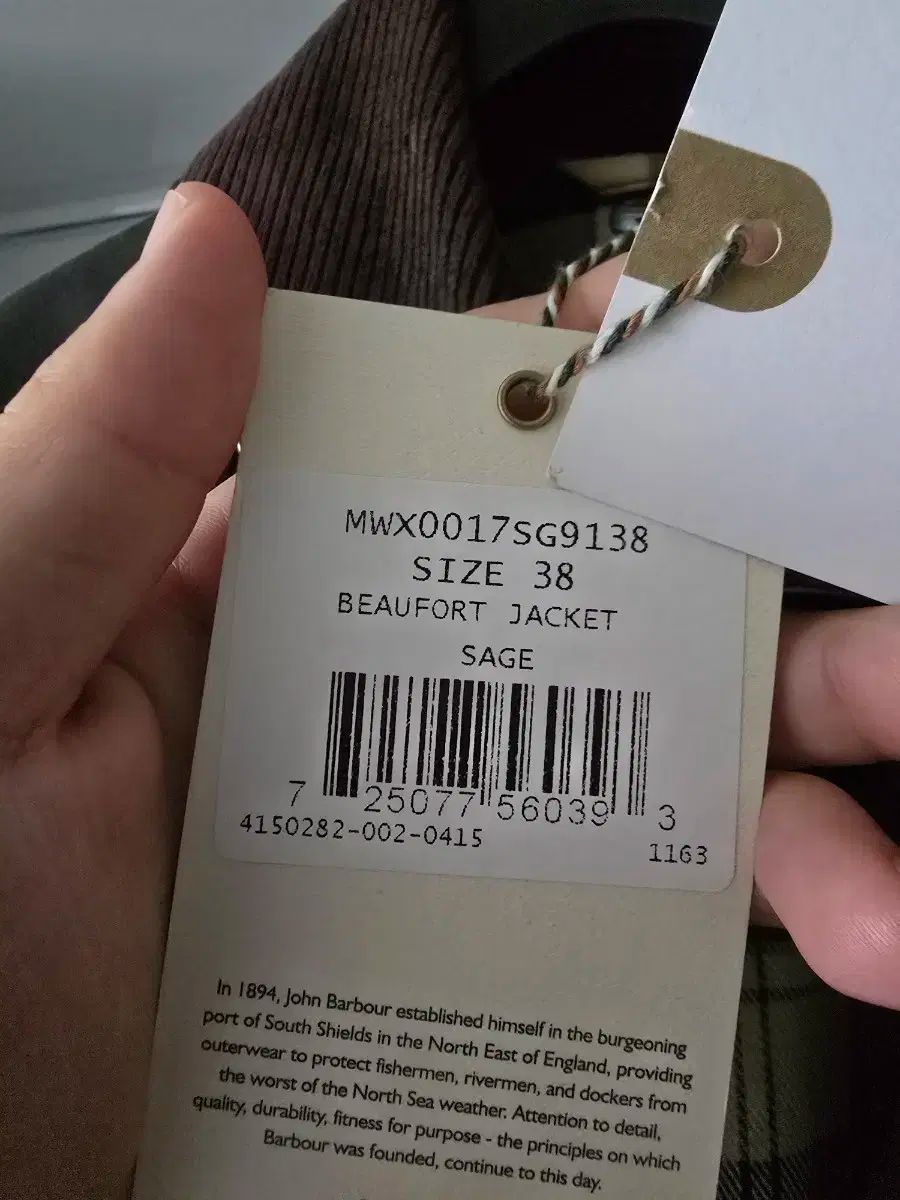 MWX0017SG9138
SIZE 38
BEAUFORT JACKET
SAGE
7 25077 56039 3
4150282-002-0415
1163
In 1894, John Barbour established himself in the burgeoning
port of South Shields in the North East of England, providing
outerwear to protect fishermen, rivermen, and dockers from
the worst of the North Sea weather. Attention to detail,
quality, durability, fitness for purpose - the principles on which
Barbour was founded, continue to this day.